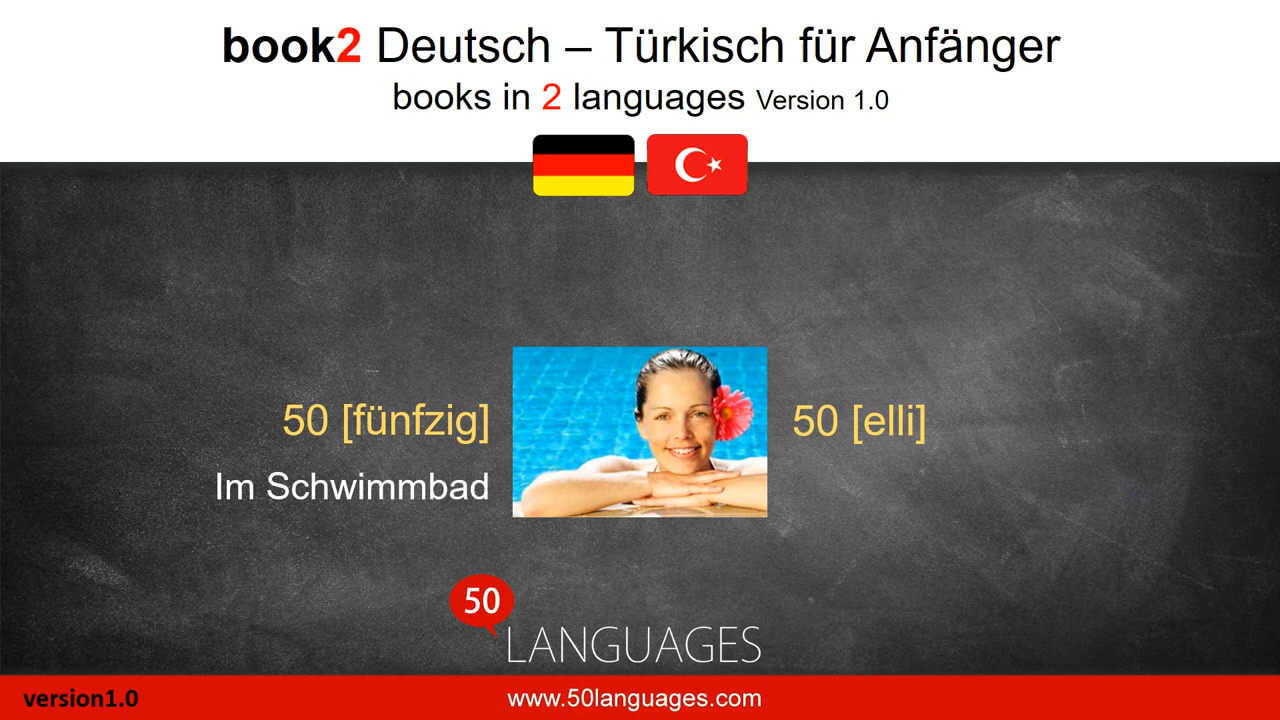 book2 Deutsch – Türkisch für Anfänger
books in 2 languages Version 1.0
50 [fünfzig]
50 [elli]
Im Schwimmbad
50
LANGUAGES
version1.0
www.50languages.com